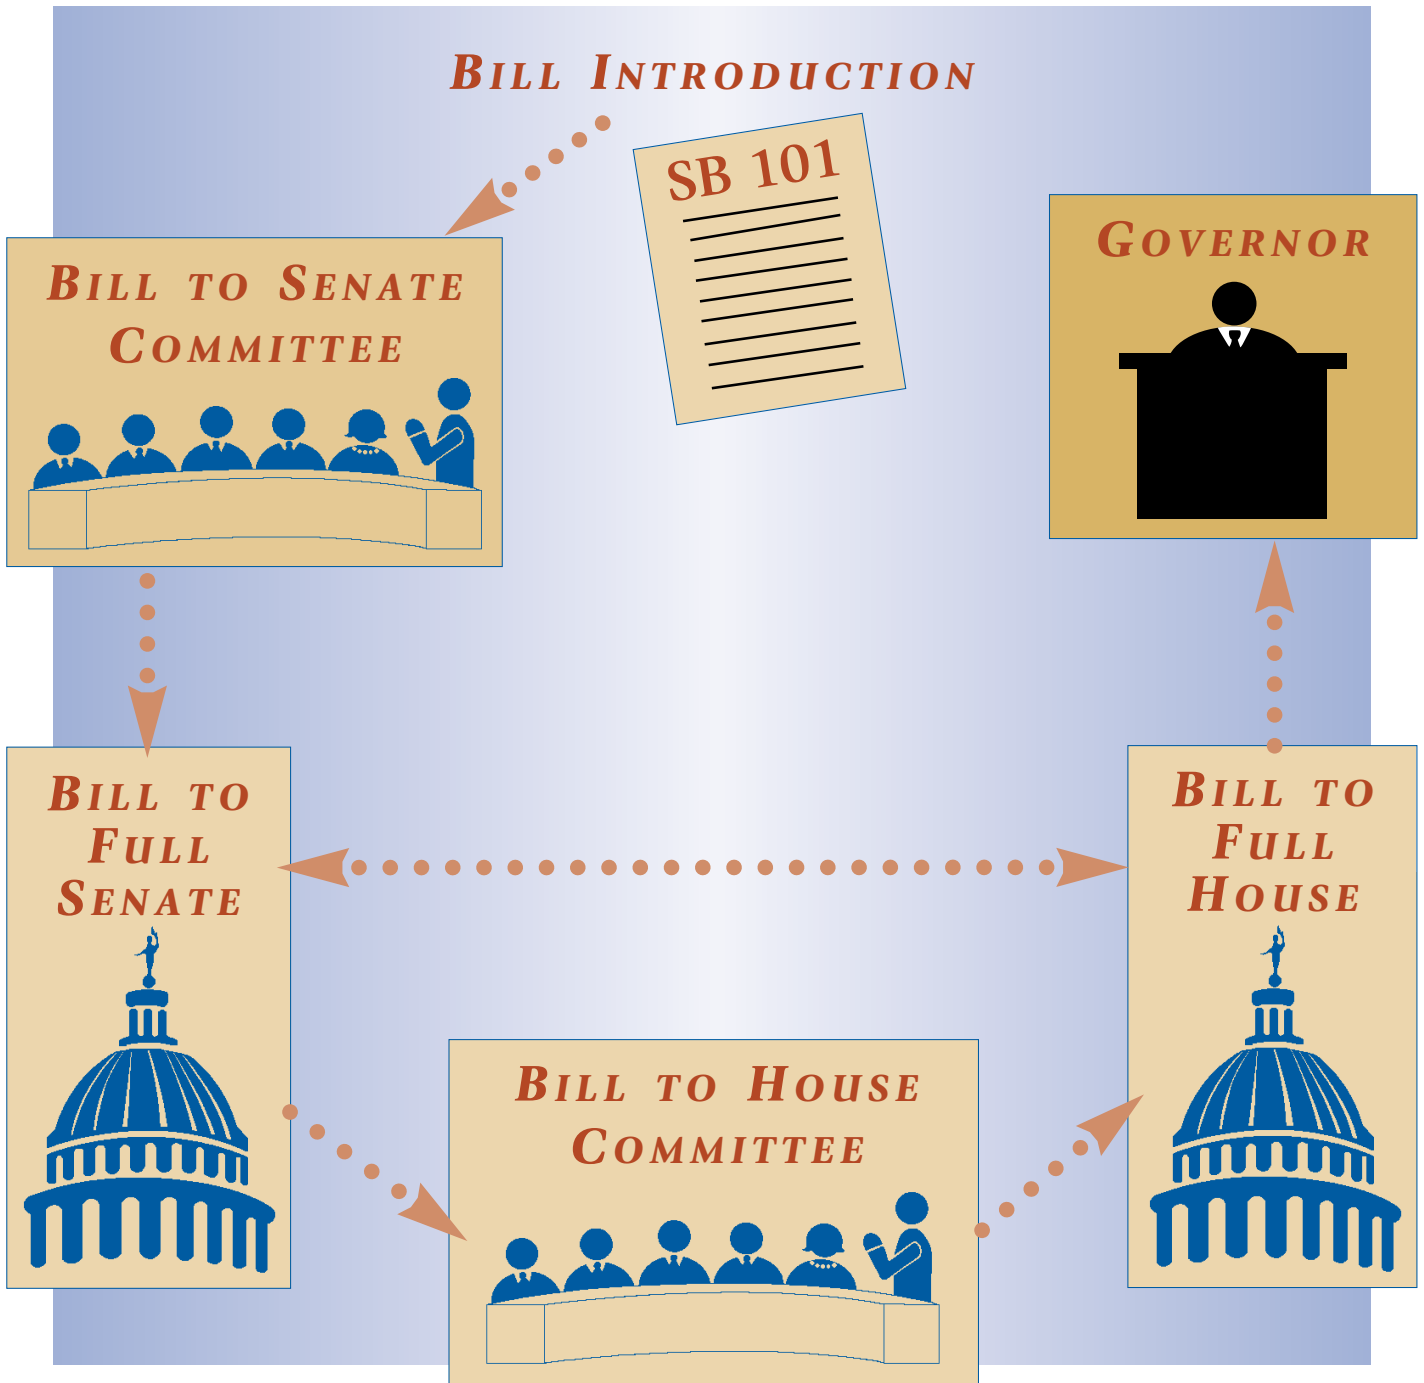 Bill Introduction
SB 101
Bill to Senate
Committee
Governor
Bill to
Full
Senate
Bill to
Full
House
Bill to House
Committee